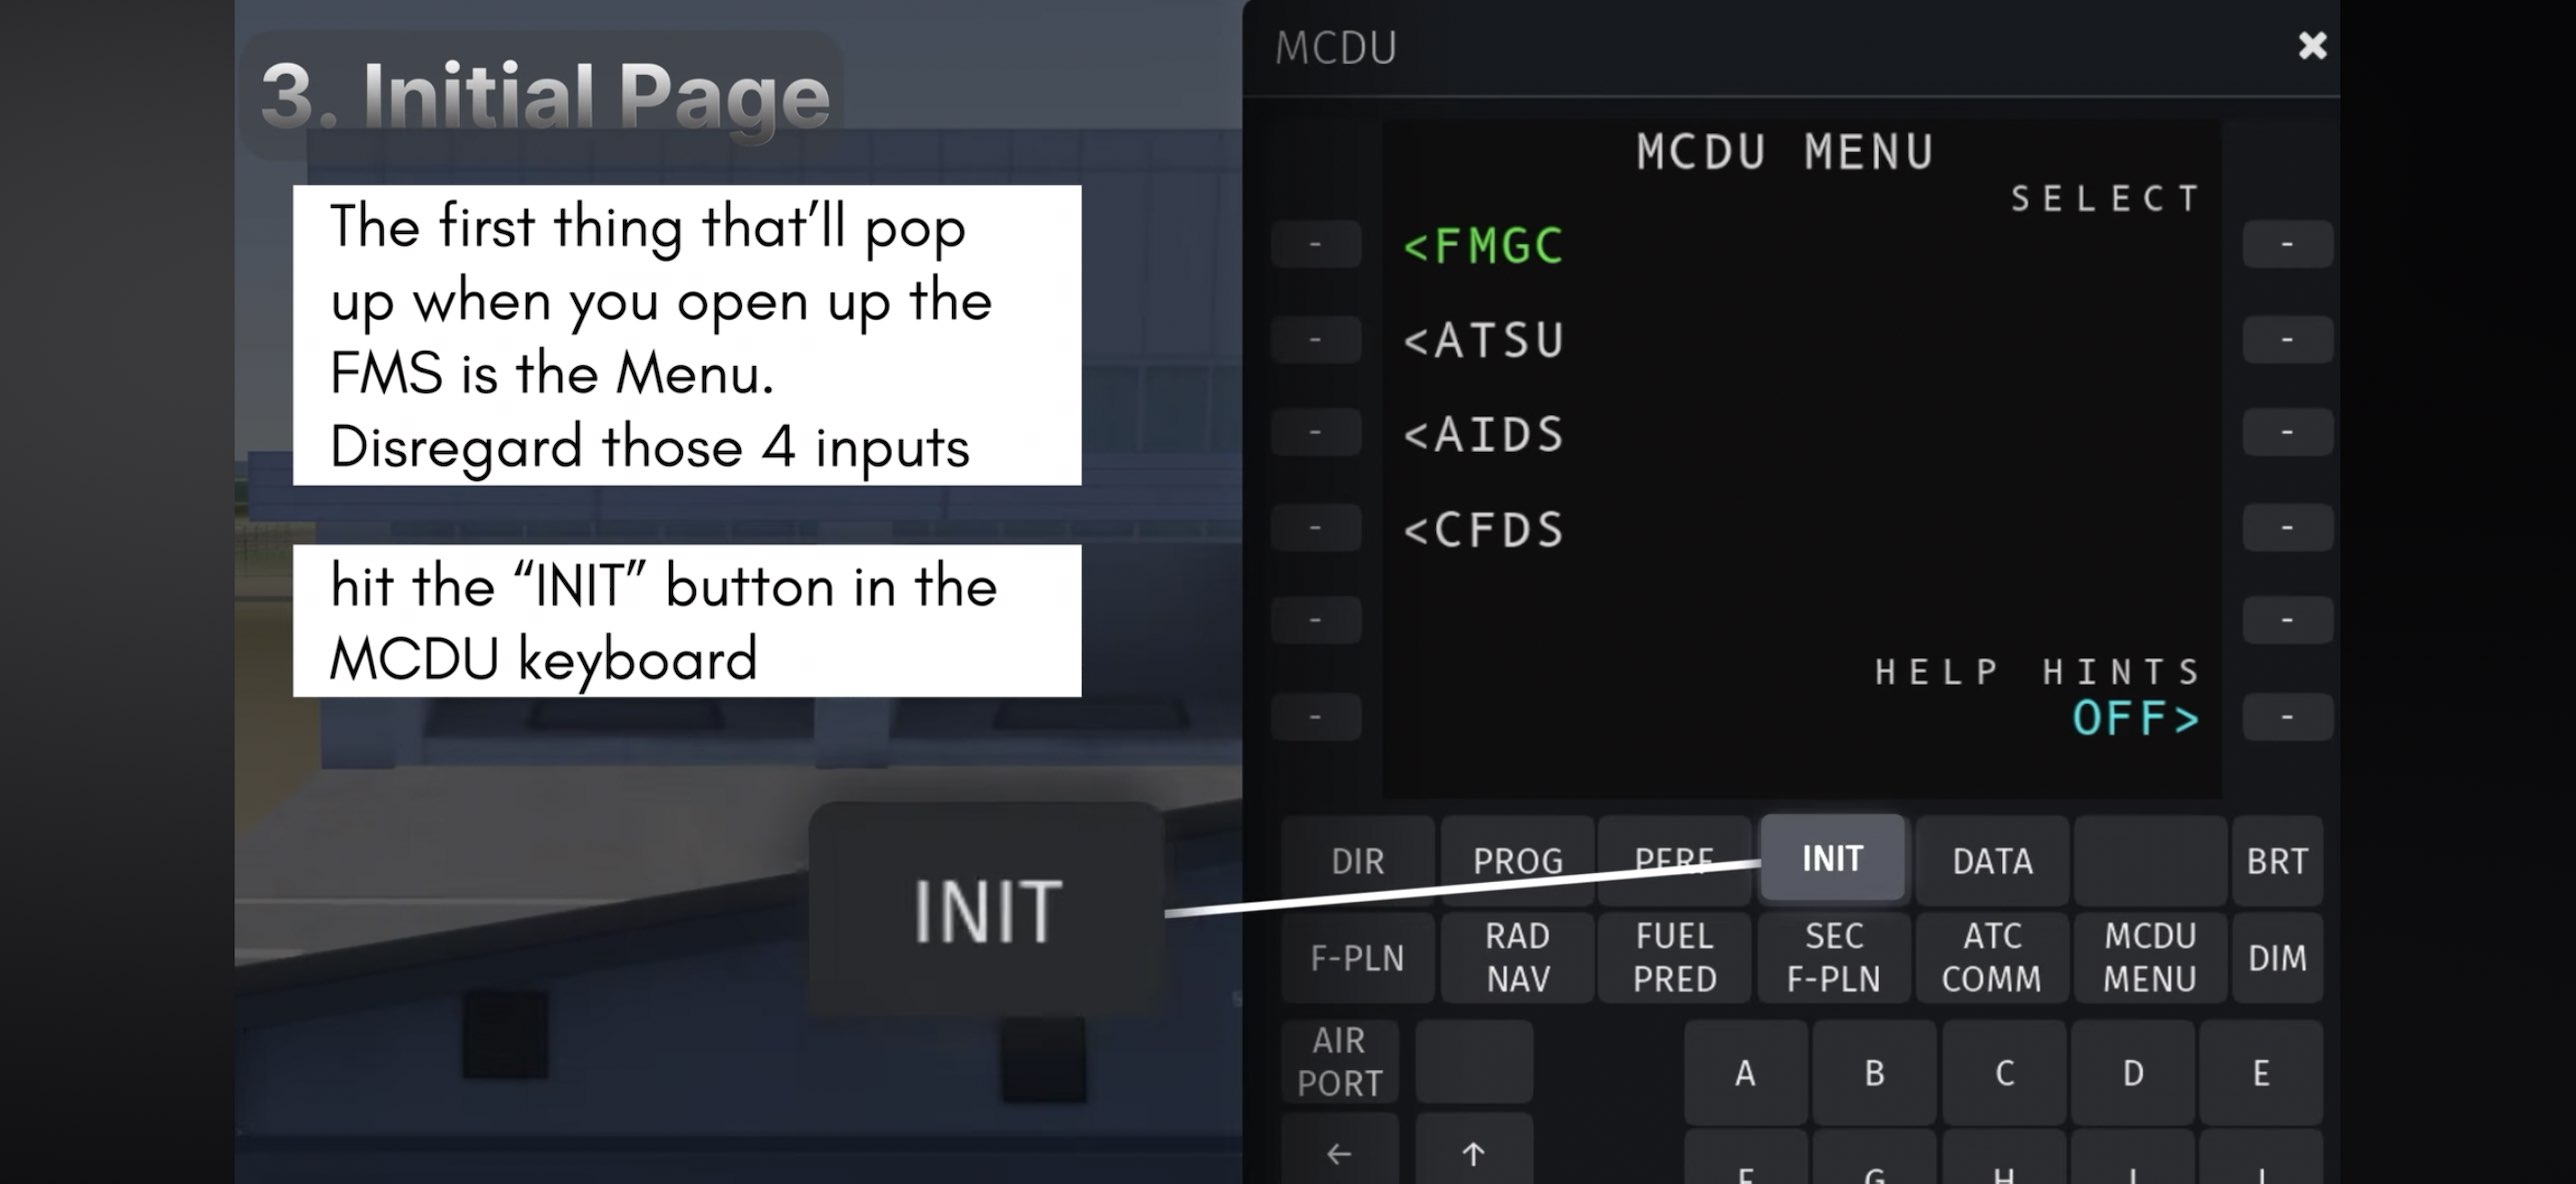 3. Initial Page
The first thing that’ll pop
up when you open up the
FMS is the Menu.
Disregard those 4 inputs
hit the “INIT” button in the
MCDU keyboard
INIT
MCDU
✖
MCDU MENU
SELECT
<FMGC
<ATSU
<AIDS
<CFDS
HELP HINTS
OFF>
DIR PROG PERF INIT DATA BRT
F-PLN RAD NAV FUEL PRED SEC F-PLN ATC COMM MCDU MENU DIM
AIR PORT A B C D E
← ↑ F G H